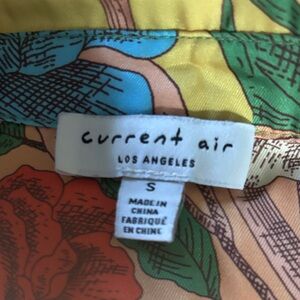 current air
LOS ANGELES
S
MADE IN
CHINA
FABRIQUÉ
EN CHINE